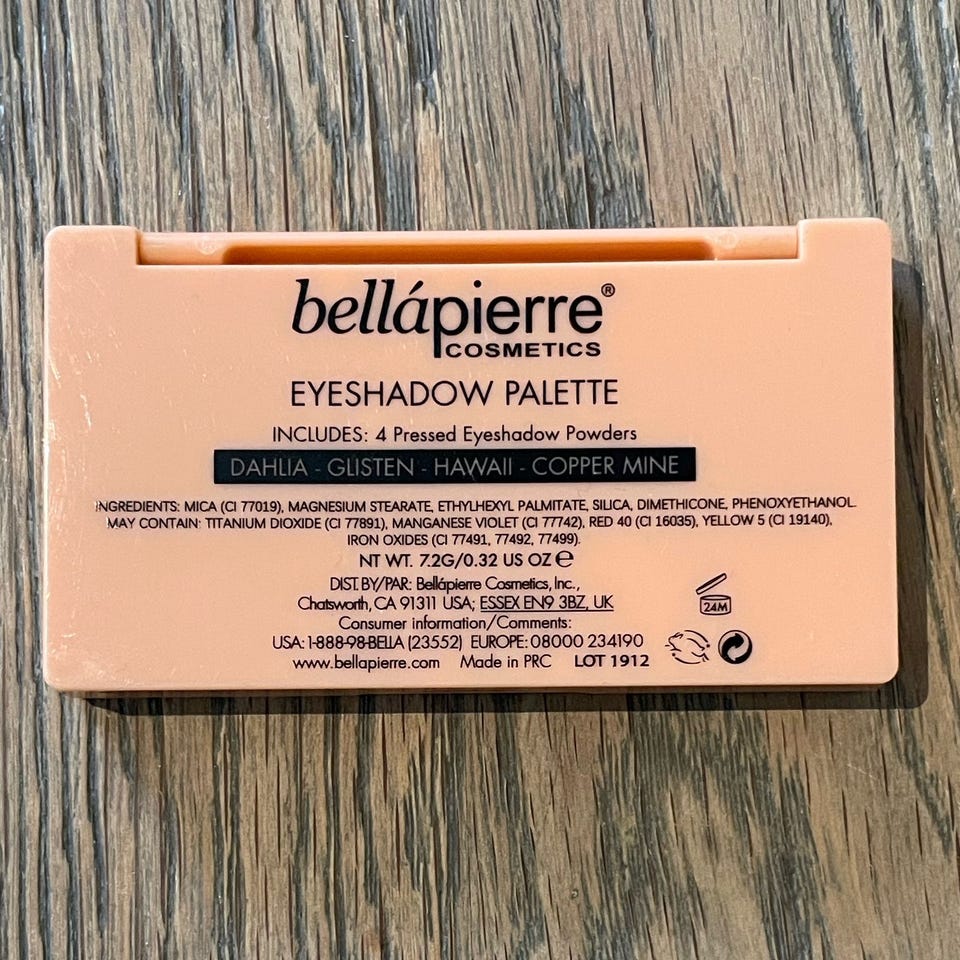 bellápierre®
COSMETICS
EYESHADOW PALETTE
INCLUDES: 4 Pressed Eyeshadow Powders
DAHLIA - GLISTEN - HAWAII - COPPER MINE
INGREDIENTS: MICA (CI 77019), MAGNESIUM STEARATE, ETHYLHEXYL PALMITATE, SILICA, DIMETHICONE, PHENOXYETHANOL.
MAY CONTAIN: TITANIUM DIOXIDE (CI 77891), MANGANESE VIOLET (CI 77742), RED 40 (CI 16035), YELLOW 5 (CI 19140),
IRON OXIDES (CI 77491, 77492, 77499).
NT WT. 7.2G/0.32 US OZ ℮
DIST. BY/PAR: Bellápierre Cosmetics, Inc.,
Chatsworth, CA 91311 USA; ESSEX EN9 3BZ, UK
24M
Consumer information/Comments:
USA: 1-888-98-BELLA (23552) EUROPE: 08000 234190
www.bellapierre.com Made in PRC LOT 1912